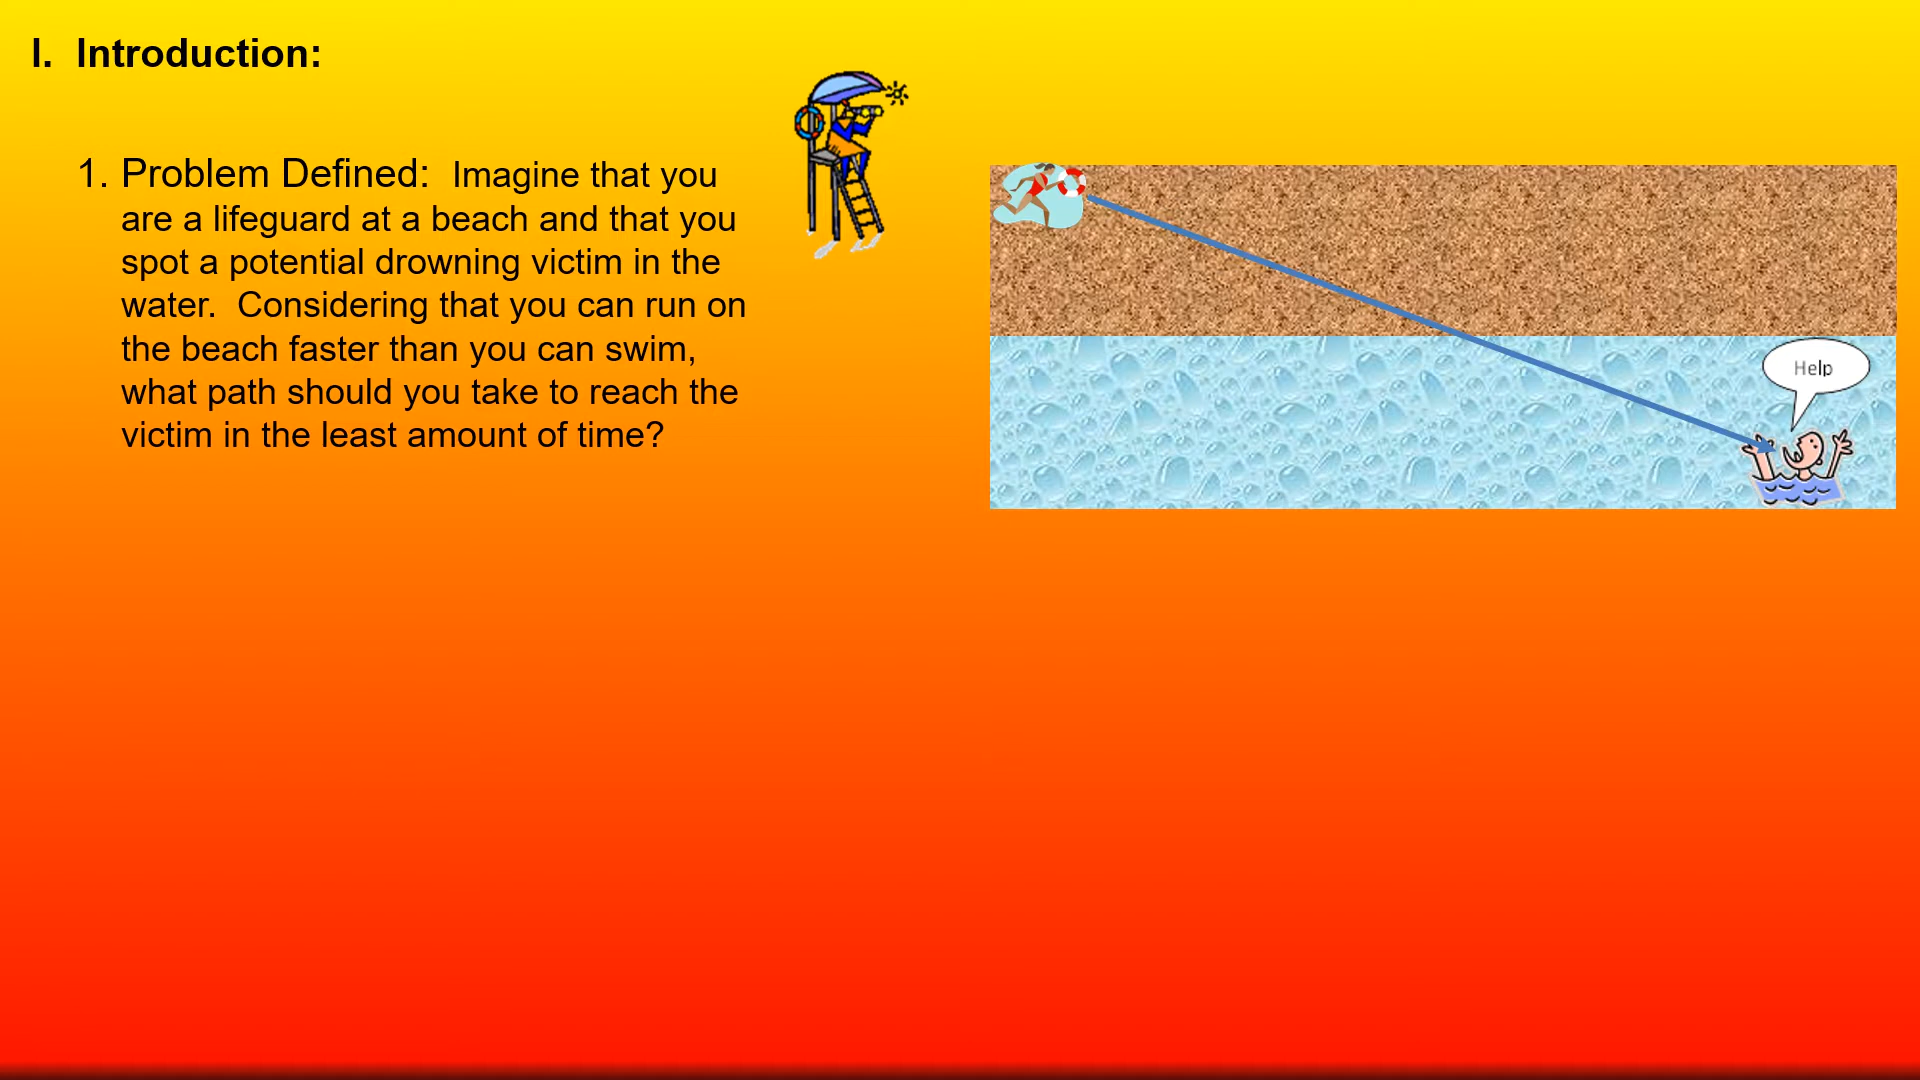 I.  Introduction:
1. Problem Defined:  Imagine that you
are a lifeguard at a beach and that you
spot a potential drowning victim in the
water.  Considering that you can run on
the beach faster than you can swim,
what path should you take to reach the
victim in the least amount of time?
Help